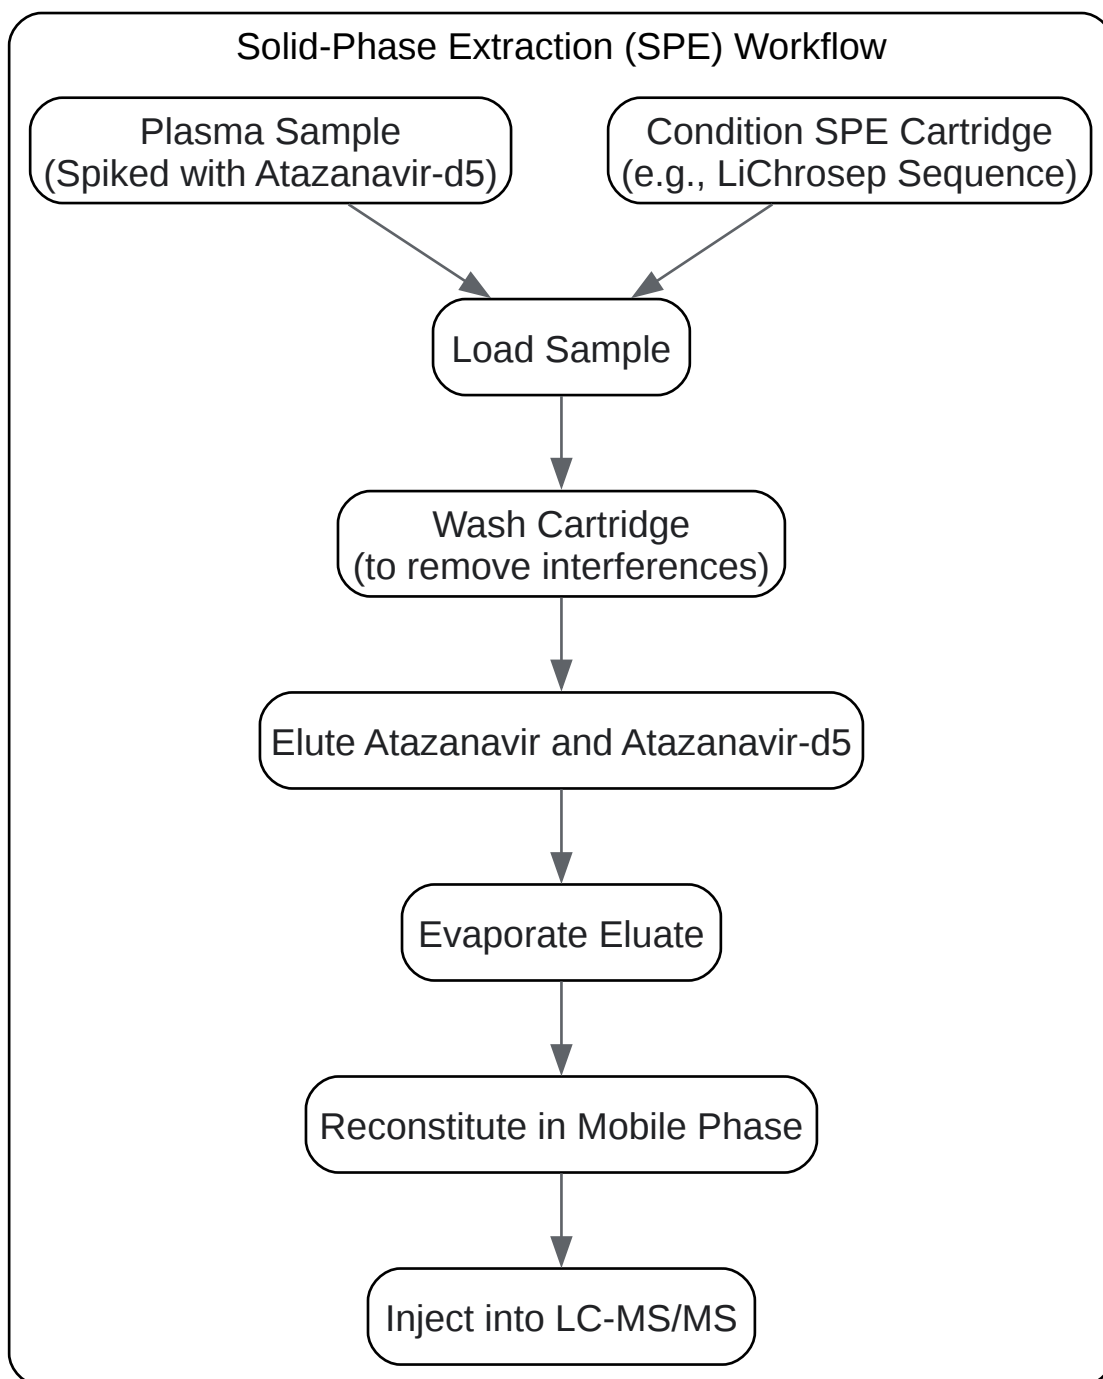 Solid-Phase Extraction (SPE) Workflow
Plasma Sample
(Spiked with Atazanavir-d5)
Condition SPE Cartridge
(e.g., LiChrosep Sequence)
Load Sample
Wash Cartridge
(to remove interferences)
Elute Atazanavir and Atazanavir-d5
Evaporate Eluate
Reconstitute in Mobile Phase
Inject into LC-MS/MS